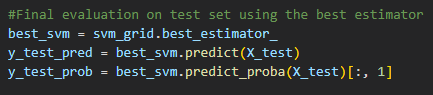 #Final evaluation on test set using the best estimator
best_svm = svm_grid.best_estimator_
y_test_pred = best_svm.predict(X_test)
y_test_prob = best_svm.predict_proba(X_test)[:, 1]